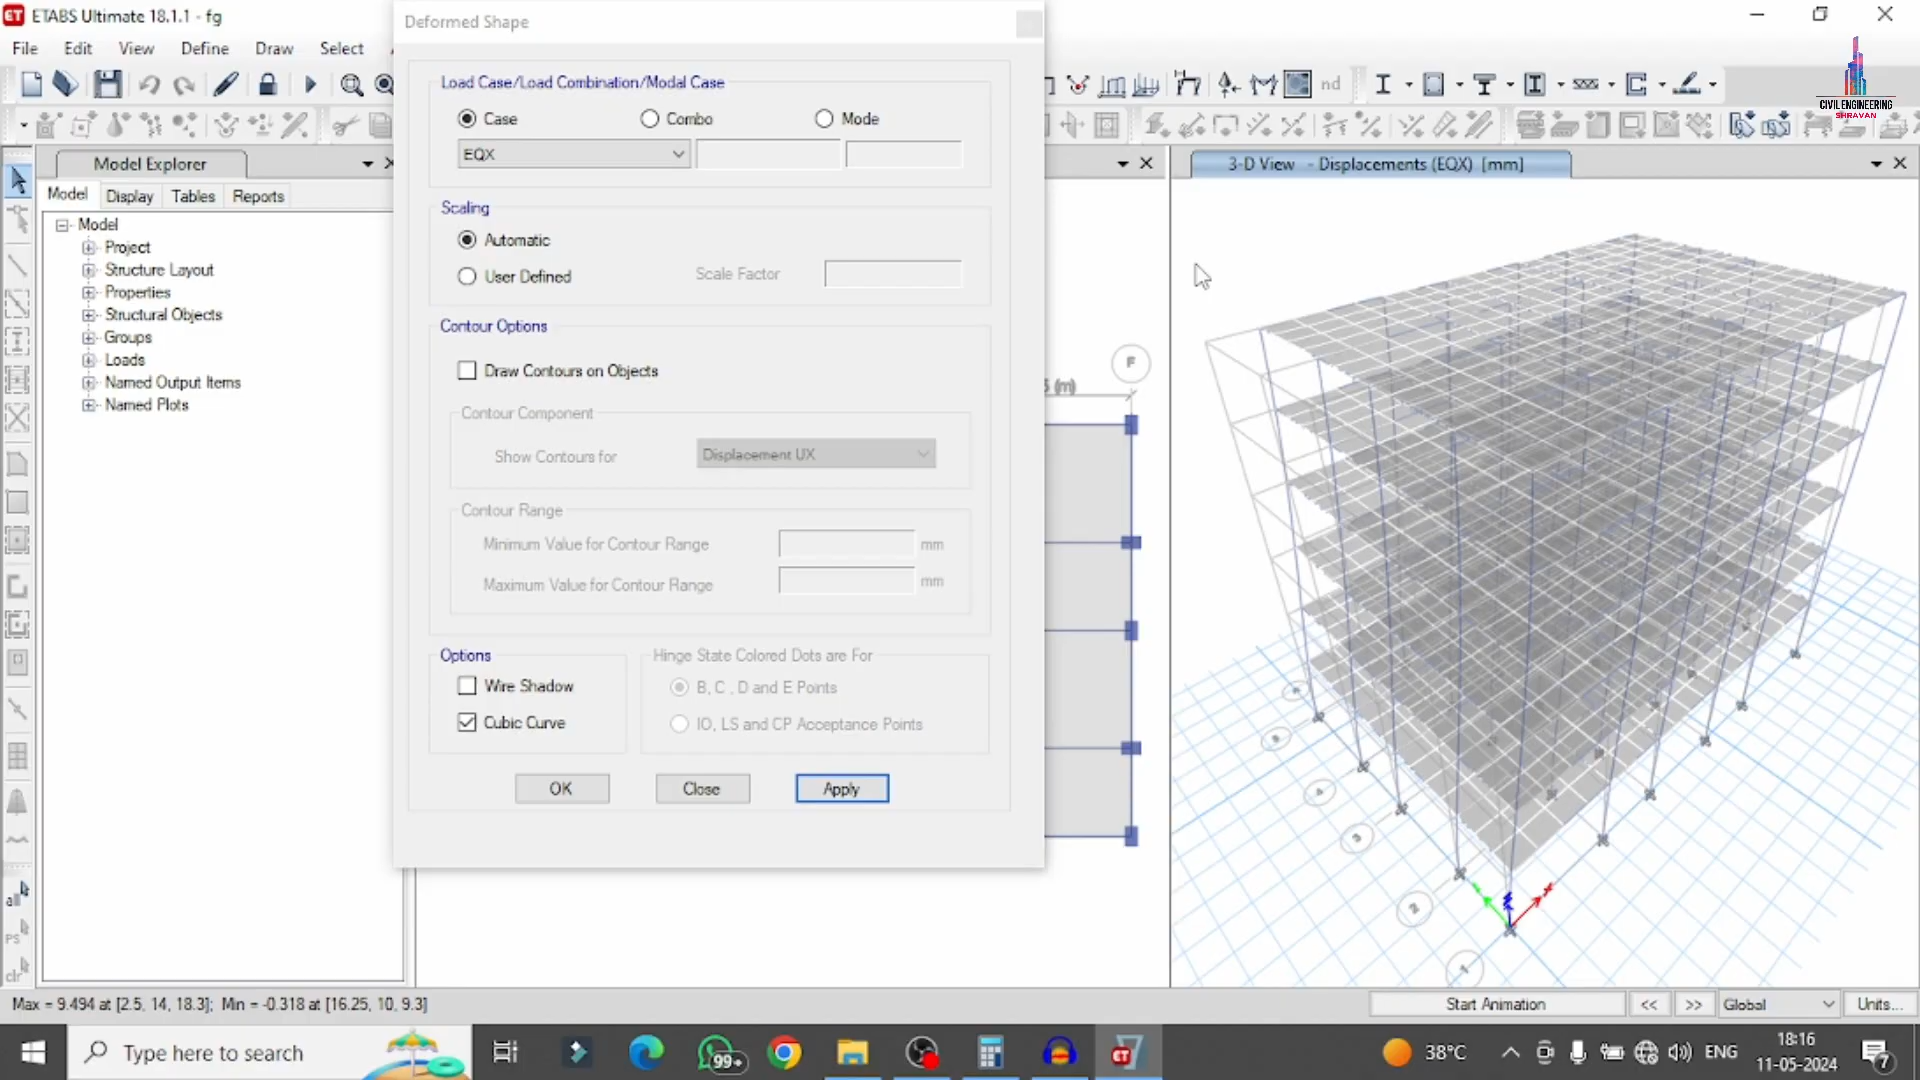 ETABS Ultimate 18.1.1 - fg
File Edit View Define Draw Select
nd
CIVIL ENGINEERING
SHRAVAN
Model Explorer
Model Display Tables Reports
Model
Project
Structure Layout
Properties
Structural Objects
Groups
Loads
Named Output Items
Named Plots
Deformed Shape
Load Case/Load Combination/Modal Case
Case Combo Mode
EQX
Scaling
Automatic
User Defined Scale Factor
Contour Options
Draw Contours on Objects
Contour Component
Show Contours for Displacement UX
Contour Range
Minimum Value for Contour Range mm
Maximum Value for Contour Range mm
Options
Wire Shadow
Cubic Curve
Hinge State Colored Dots are For
B, C , D and E Points
IO, LS and CP Acceptance Points
OK Close Apply
F
(m)
3-D View - Displacements (EQX) [mm]
3
2
1
PS
clr
Max = 9.494 at [2.5, 14, 18.3]; Min = -0.318 at [16.25, 10, 9.3]
Start Animation << >> Global Units...
Type here to search
99+
38°C
ENG
18:16
11-05-2024
7